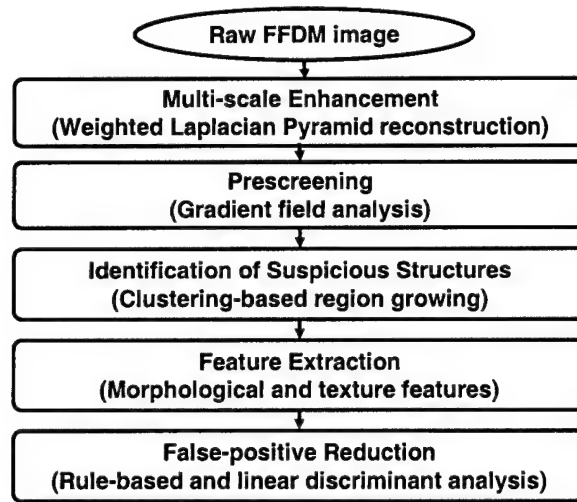 Raw FFDM image
Multi-scale Enhancement
(Weighted Laplacian Pyramid reconstruction)
Prescreening
(Gradient field analysis)
Identification of Suspicious Structures
(Clustering-based region growing)
Feature Extraction
(Morphological and texture features)
False-positive Reduction
(Rule-based and linear discriminant analysis)